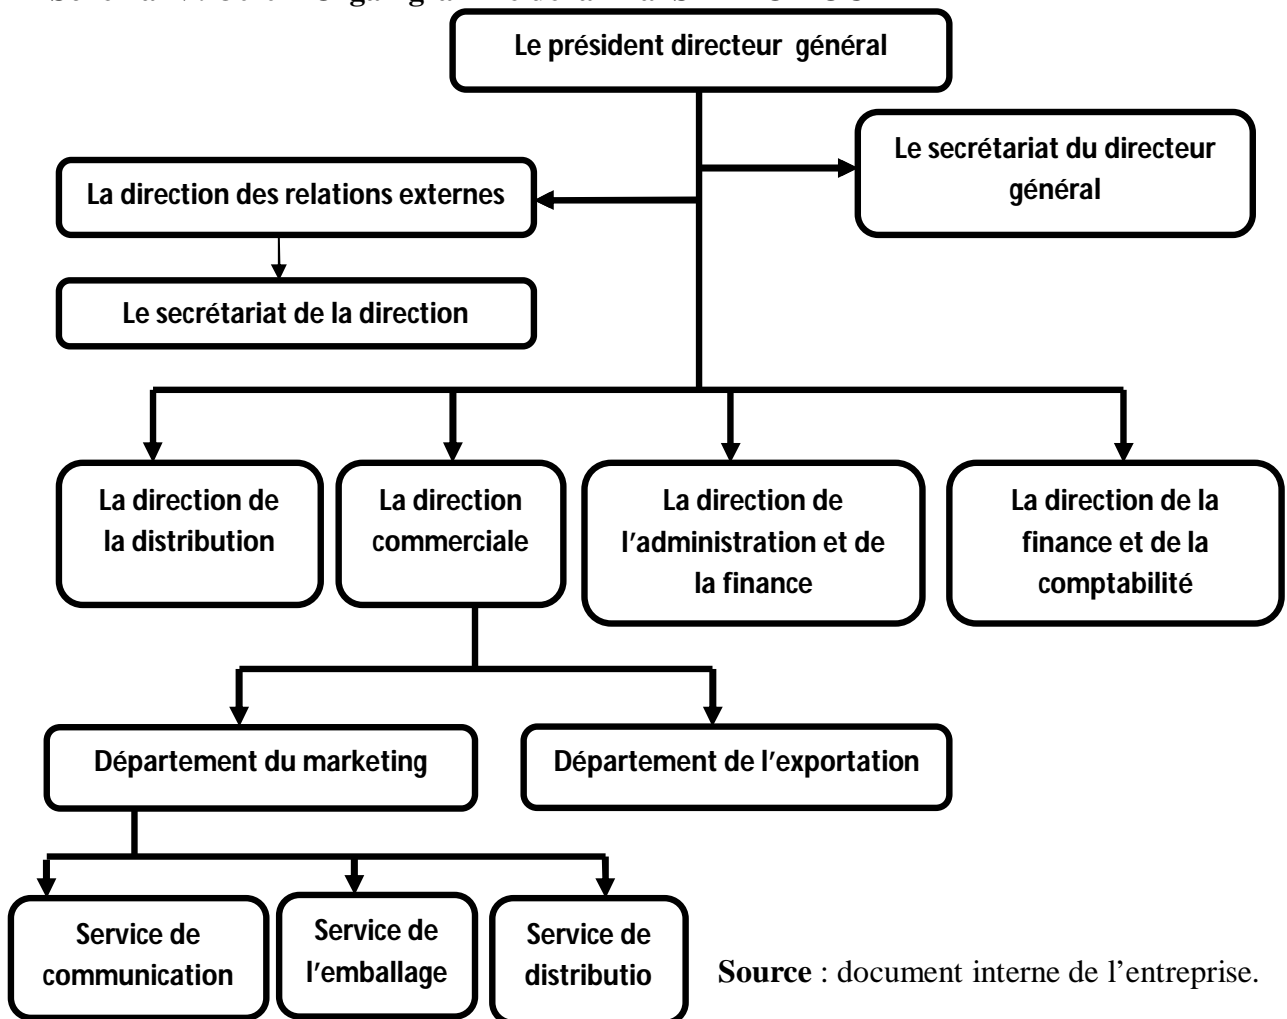 Le président directeur général
Le secrétariat du directeur
général
La direction des relations externes
Le secrétariat de la direction
La direction de
la distribution
La direction
commerciale
La direction de
l'administration et de
la finance
La direction de la
finance et de la
comptabilité
Département du marketing
Département de l'exportation
Service de
communication
Service de
l'emballage
Service de
distributio
Source : document interne de l'entreprise.